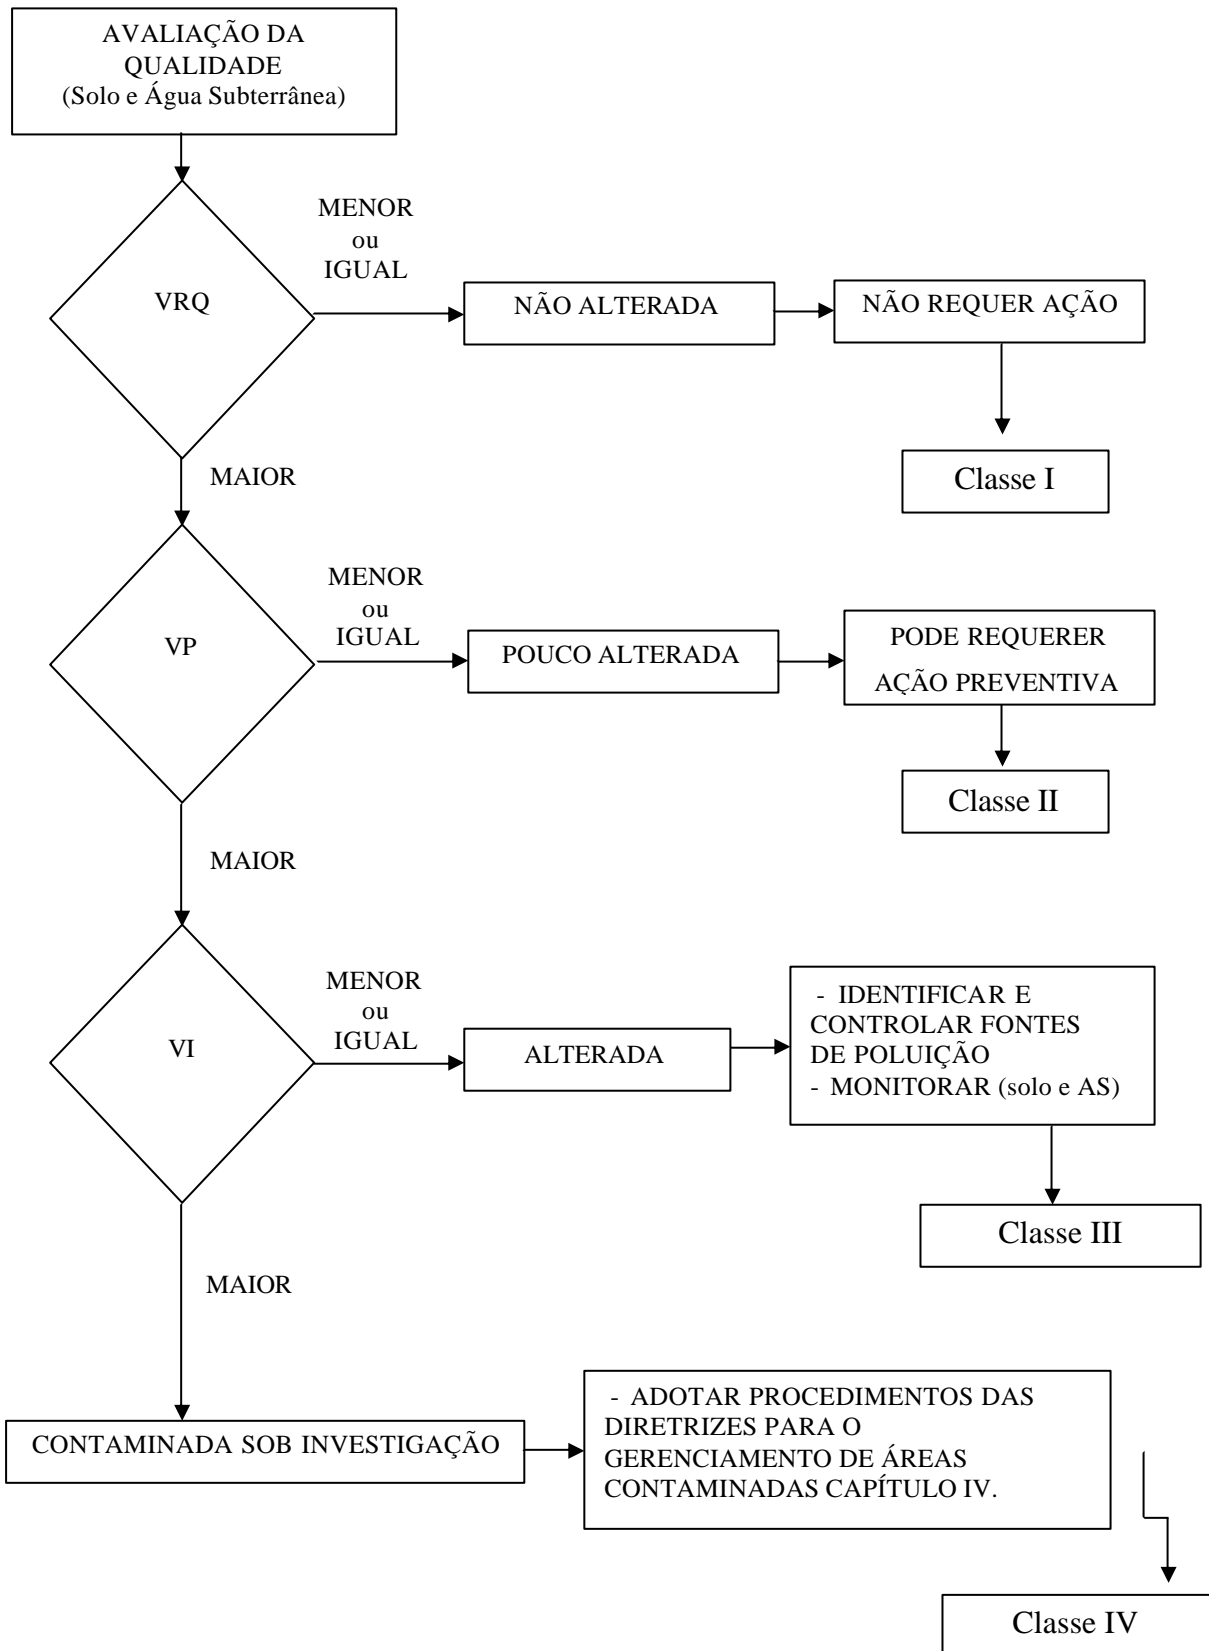 AVALIAÇÃO DA
QUALIDADE
(Solo e Água Subterrânea)
MENOR
ou
IGUAL
VRQ
NÃO ALTERADA
NÃO REQUER AÇÃO
MAIOR
Classe I
MENOR
ou
IGUAL
VP
POUCO ALTERADA
PODE REQUERER
AÇÃO PREVENTIVA
Classe II
MAIOR
MENOR
ou
IGUAL
VI
ALTERADA
- IDENTIFICAR E
CONTROLAR FONTES
DE POLUIÇÃO
- MONITORAR (solo e AS)
Classe III
MAIOR
CONTAMINADA SOB INVESTIGAÇÃO
- ADOTAR PROCEDIMENTOS DAS
DIRETRIZES PARA O
GERENCIAMENTO DE ÁREAS
CONTAMINADAS CAPÍTULO IV.
Classe IV